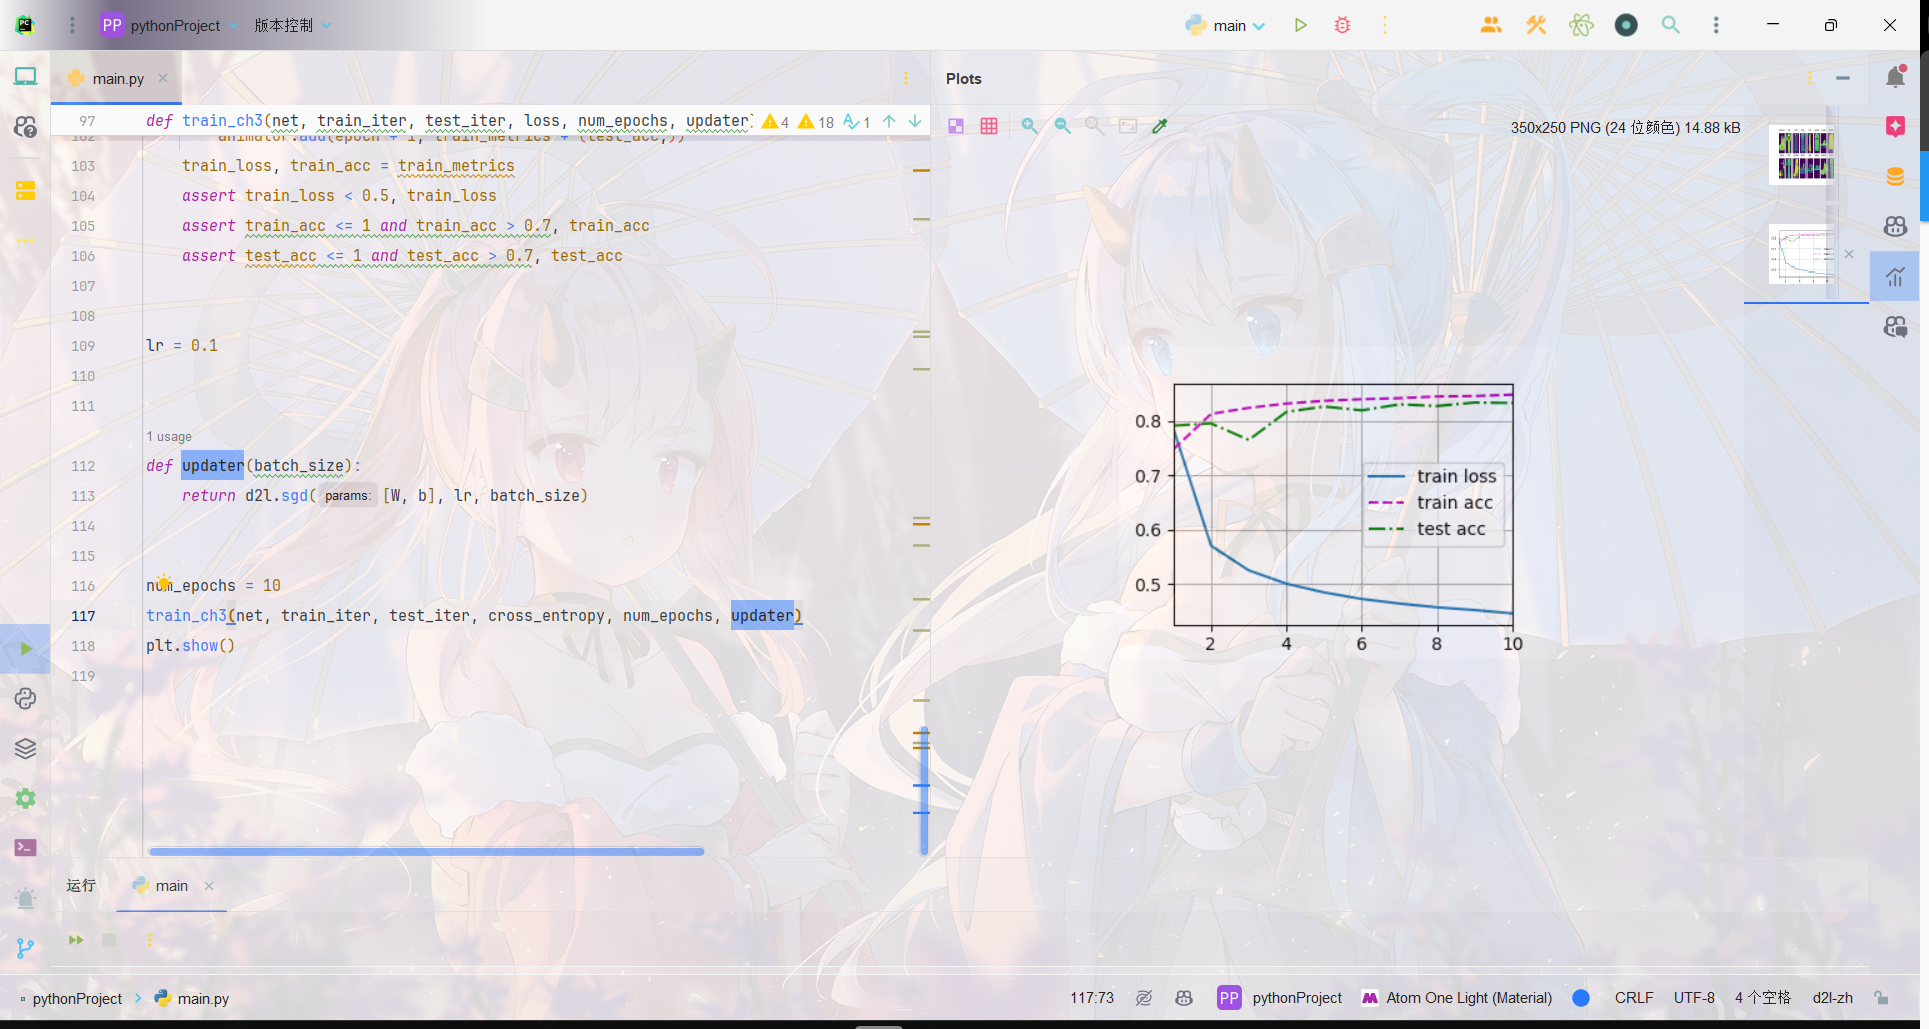 PP pythonProject 版本控制 main
main.py
Plots
97 def train_ch3(net, train_iter, test_iter, loss, num_epochs, updater): 4 18 1
102 animator.add(epoch + 1, train_metrics + (test_acc,))
350x250 PNG (24 位颜色) 14.88 kB
103 train_loss, train_acc = train_metrics
104 assert train_loss < 0.5, train_loss
105 assert train_acc <= 1 and train_acc > 0.7, train_acc
106 assert test_acc <= 1 and test_acc > 0.7, test_acc
107
108
109 lr = 0.1
110
111
1 usage
112 def updater(batch_size):
113 return d2l.sgd( params: [W, b], lr, batch_size)
114
115
116 num_epochs = 10
117 train_ch3(net, train_iter, test_iter, cross_entropy, num_epochs, updater)
118 plt.show()
119
0.8
0.7
0.6
0.5
train loss
train acc
test acc
2 4 6 8 10
运行 main
pythonProject main.py
117:73 PP pythonProject Atom One Light (Material) CRLF UTF-8 4 个空格 d2l-zh